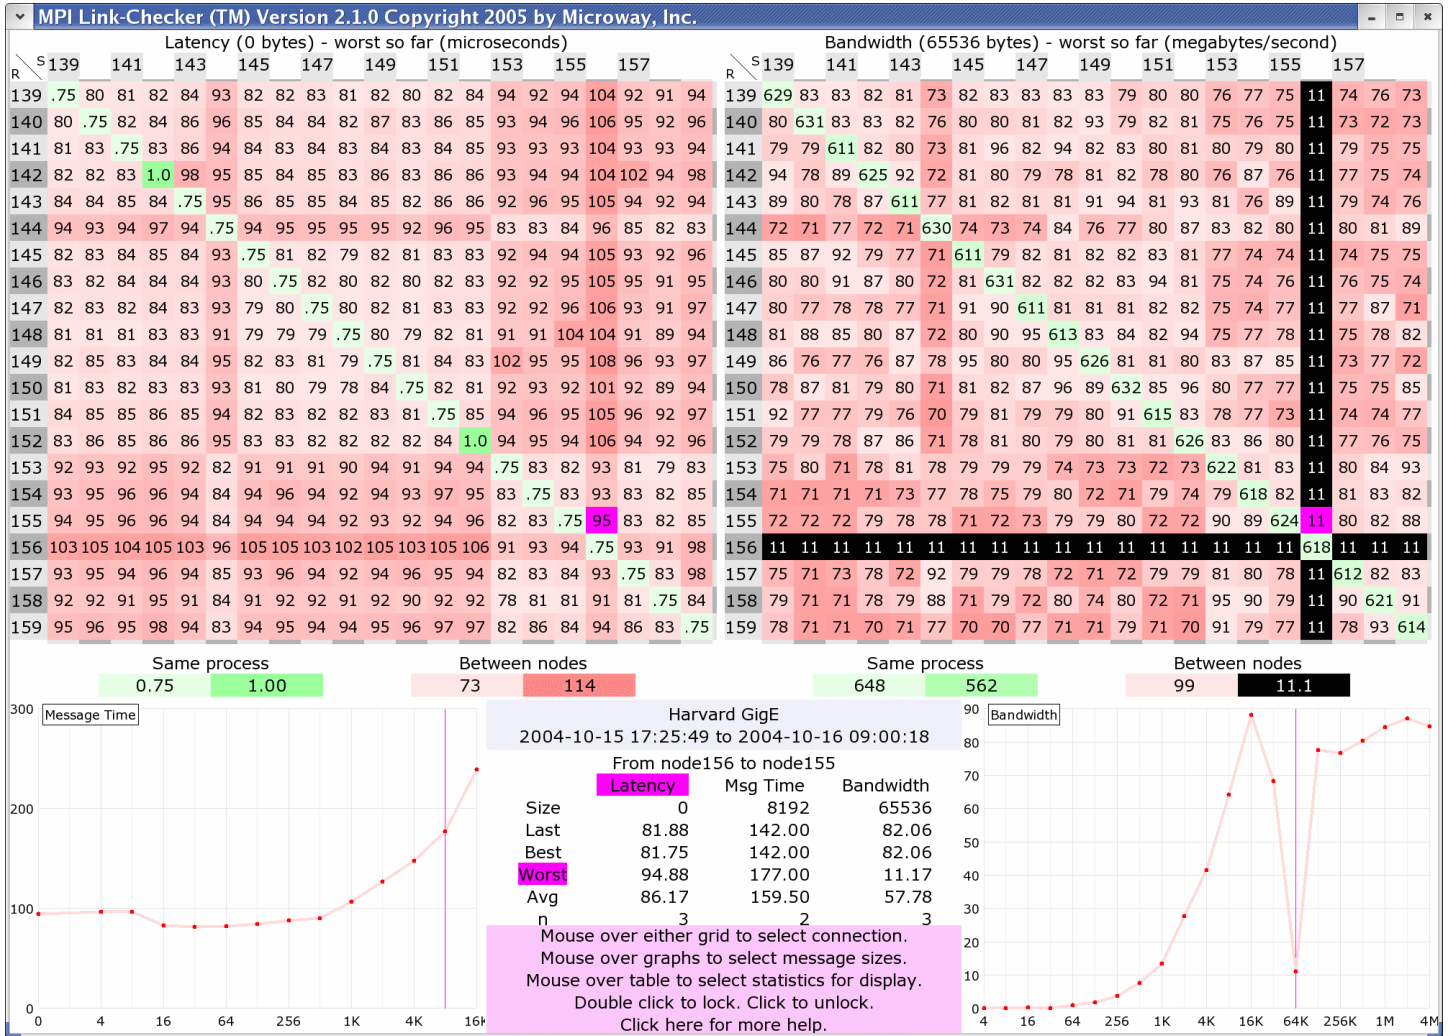 MPI Link-Checker (TM) Version 2.1.0 Copyright 2005 by Microway, Inc.
Latency (0 bytes) - worst so far (microseconds)
S 139 141 143 145 147 149 151 153 155 157
R
139 .75 80 81 82 84 93 82 82 83 81 82 80 82 84 94 92 94 104 92 91 94
140 80 .75 82 84 86 96 85 84 84 82 87 83 86 85 93 94 96 106 95 92 96
141 81 83 .75 83 86 94 84 83 84 83 84 83 84 85 93 93 93 104 93 93 94
142 82 82 83 1.0 98 95 85 84 85 83 86 83 86 86 93 94 94 104 102 94 98
143 84 84 85 84 .75 95 86 85 85 84 85 82 86 86 92 96 95 105 94 92 94
144 94 93 94 97 94 .75 94 95 95 95 95 92 96 95 83 83 84 96 85 82 83
145 82 83 84 85 84 93 .75 81 82 79 82 81 83 83 92 94 94 105 93 92 96
146 82 83 82 84 84 93 80 .75 82 80 82 80 82 83 92 92 95 105 95 91 94
147 82 83 82 84 84 93 79 80 .75 80 82 81 83 83 92 92 96 106 93 91 97
148 81 81 81 83 83 91 79 79 79 .75 80 79 82 81 91 91 104 104 91 89 94
149 82 85 83 84 84 95 82 83 81 79 .75 81 84 83 102 95 95 108 96 93 97
150 81 83 82 83 83 93 81 80 79 78 84 .75 82 81 92 93 92 101 92 89 94
151 84 85 85 86 85 94 82 83 82 82 83 81 .75 85 94 96 95 105 96 92 97
152 83 86 85 86 86 95 83 83 82 82 82 82 84 1.0 94 95 94 106 94 92 96
153 92 93 92 95 92 82 91 91 91 90 94 91 94 94 .75 83 82 93 81 79 83
154 93 95 96 96 94 84 94 96 94 92 94 93 97 95 83 .75 83 93 83 82 85
155 94 95 96 96 94 84 94 94 94 92 93 92 94 96 82 83 .75 95 83 82 85
156 103 105 104 105 103 96 105 105 103 102 105 103 105 106 91 93 94 .75 93 91 98
157 93 95 94 96 94 85 93 96 94 92 94 96 95 94 82 83 84 93 .75 83 98
158 92 92 91 95 91 84 91 92 92 91 92 90 92 92 78 81 81 91 81 .75 84
159 95 96 95 98 94 83 94 95 94 94 95 96 97 97 82 86 84 94 86 83 .75
Same process
0.75 1.00
Between nodes
73 114
Bandwidth (65536 bytes) - worst so far (megabytes/second)
S 139 141 143 145 147 149 151 153 155 157
R
139 629 83 83 82 81 73 82 83 83 83 83 79 80 80 76 77 75 11 74 76 73
140 80 631 83 83 82 76 80 80 81 82 93 79 82 81 75 76 75 11 73 72 73
141 79 79 611 82 80 73 81 96 82 94 82 83 80 81 80 79 80 11 79 75 75
142 94 78 89 625 92 72 81 80 79 78 81 82 78 80 76 87 76 11 77 75 74
143 89 80 78 87 611 77 81 82 81 81 91 94 81 93 81 76 89 11 79 74 76
144 72 71 77 72 71 630 74 73 74 84 76 77 80 87 83 82 80 11 80 81 89
145 85 87 92 79 77 71 611 79 82 81 82 82 83 81 77 74 74 11 74 75 75
146 80 80 91 87 80 72 81 631 82 82 82 83 94 81 75 74 76 11 76 75 74
147 80 77 78 78 77 71 91 90 611 81 81 81 82 82 75 74 77 11 77 87 71
148 81 88 85 80 87 72 80 90 95 613 83 84 82 94 75 77 78 11 75 78 82
149 86 76 77 76 87 78 95 80 80 95 626 81 81 80 83 87 85 11 73 77 72
150 78 87 81 79 80 71 81 82 87 96 89 632 85 96 80 77 77 11 75 75 85
151 92 77 77 79 76 70 79 81 79 79 80 91 615 83 78 77 73 11 74 74 77
152 79 79 78 87 86 71 78 81 80 79 80 81 81 626 83 86 80 11 77 76 75
153 75 80 71 78 81 78 79 79 79 74 73 73 72 73 622 81 83 11 80 84 93
154 71 71 71 71 73 77 78 75 79 80 72 71 79 74 79 618 82 11 81 83 82
155 72 72 72 79 78 78 71 72 73 79 79 80 72 72 90 89 624 11 80 82 88
156 11 11 11 11 11 11 11 11 11 11 11 11 11 11 11 11 11 618 11 11 11
157 75 71 73 78 72 92 79 79 78 72 71 72 79 79 81 80 78 11 612 82 83
158 79 71 71 78 79 88 71 79 72 80 74 80 72 71 95 90 79 11 90 621 91
159 78 71 71 70 71 77 70 70 77 71 71 79 71 70 91 79 77 11 78 93 614
Same process
648 562
Between nodes
99 11.1
Message Time
300
200
100
0
0 4 16 64 256 1K 4K 16K
Harvard GigE
2004-10-15 17:25:49 to 2004-10-16 09:00:18
From node156 to node155
Latency Msg Time Bandwidth
Size 0 8192 65536
Last 81.88 142.00 82.06
Best 81.75 142.00 82.06
Worst 94.88 177.00 11.17
Avg 86.17 159.50 57.78
n 3 2 3
Mouse over either grid to select connection.
Mouse over graphs to select message sizes.
Mouse over table to select statistics for display.
Double click to lock. Click to unlock.
Click here for more help.
Bandwidth
90
80
70
60
50
40
30
20
10
0
4 16 64 256 1K 4K 16K 64K 256K 1M 4M